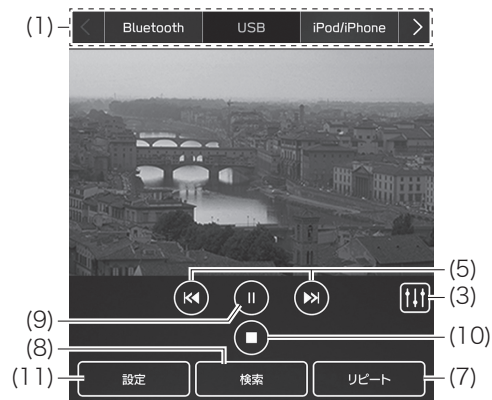 (1) Bluetooth USB iPod/iPhone
(5)
(3)
(9)
(10)
(8)
(11) 設定 検索 リピート (7)